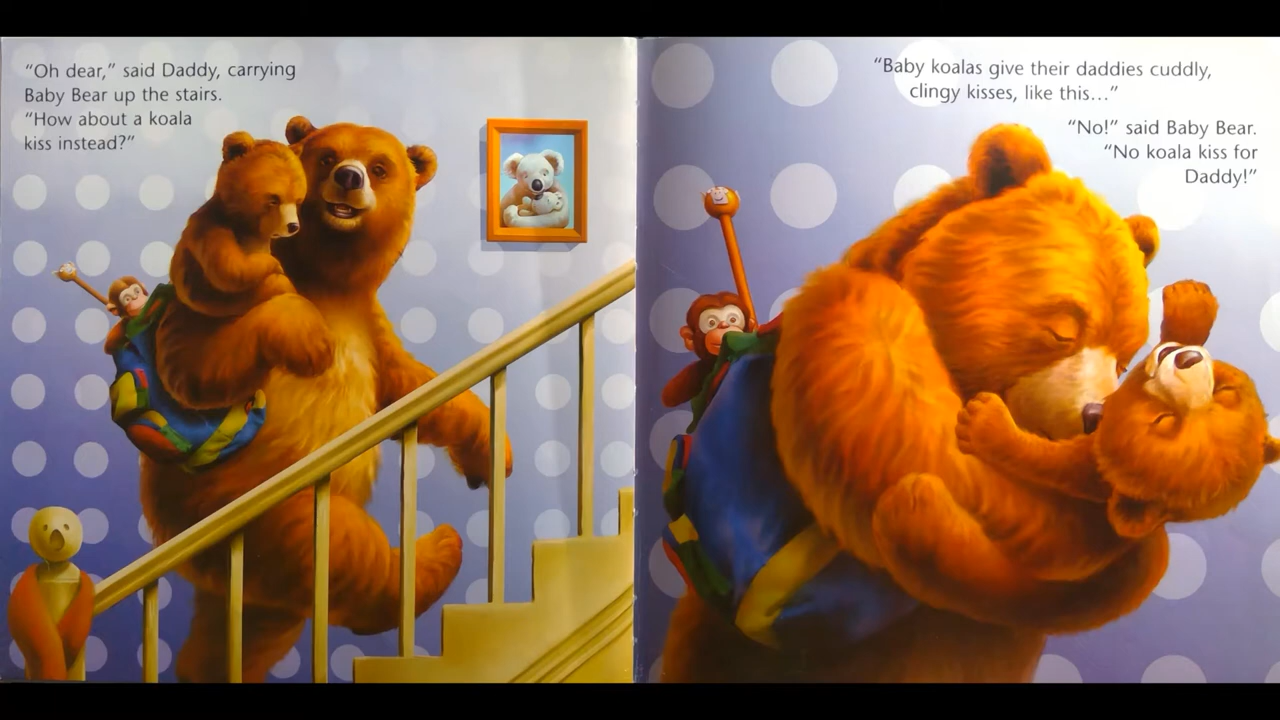 “Oh dear,” said Daddy, carrying
Baby Bear up the stairs.
“How about a koala
kiss instead?”
“Baby koalas give their daddies cuddly,
clingy kisses, like this…”
“No!” said Baby Bear.
“No koala kiss for
Daddy!”